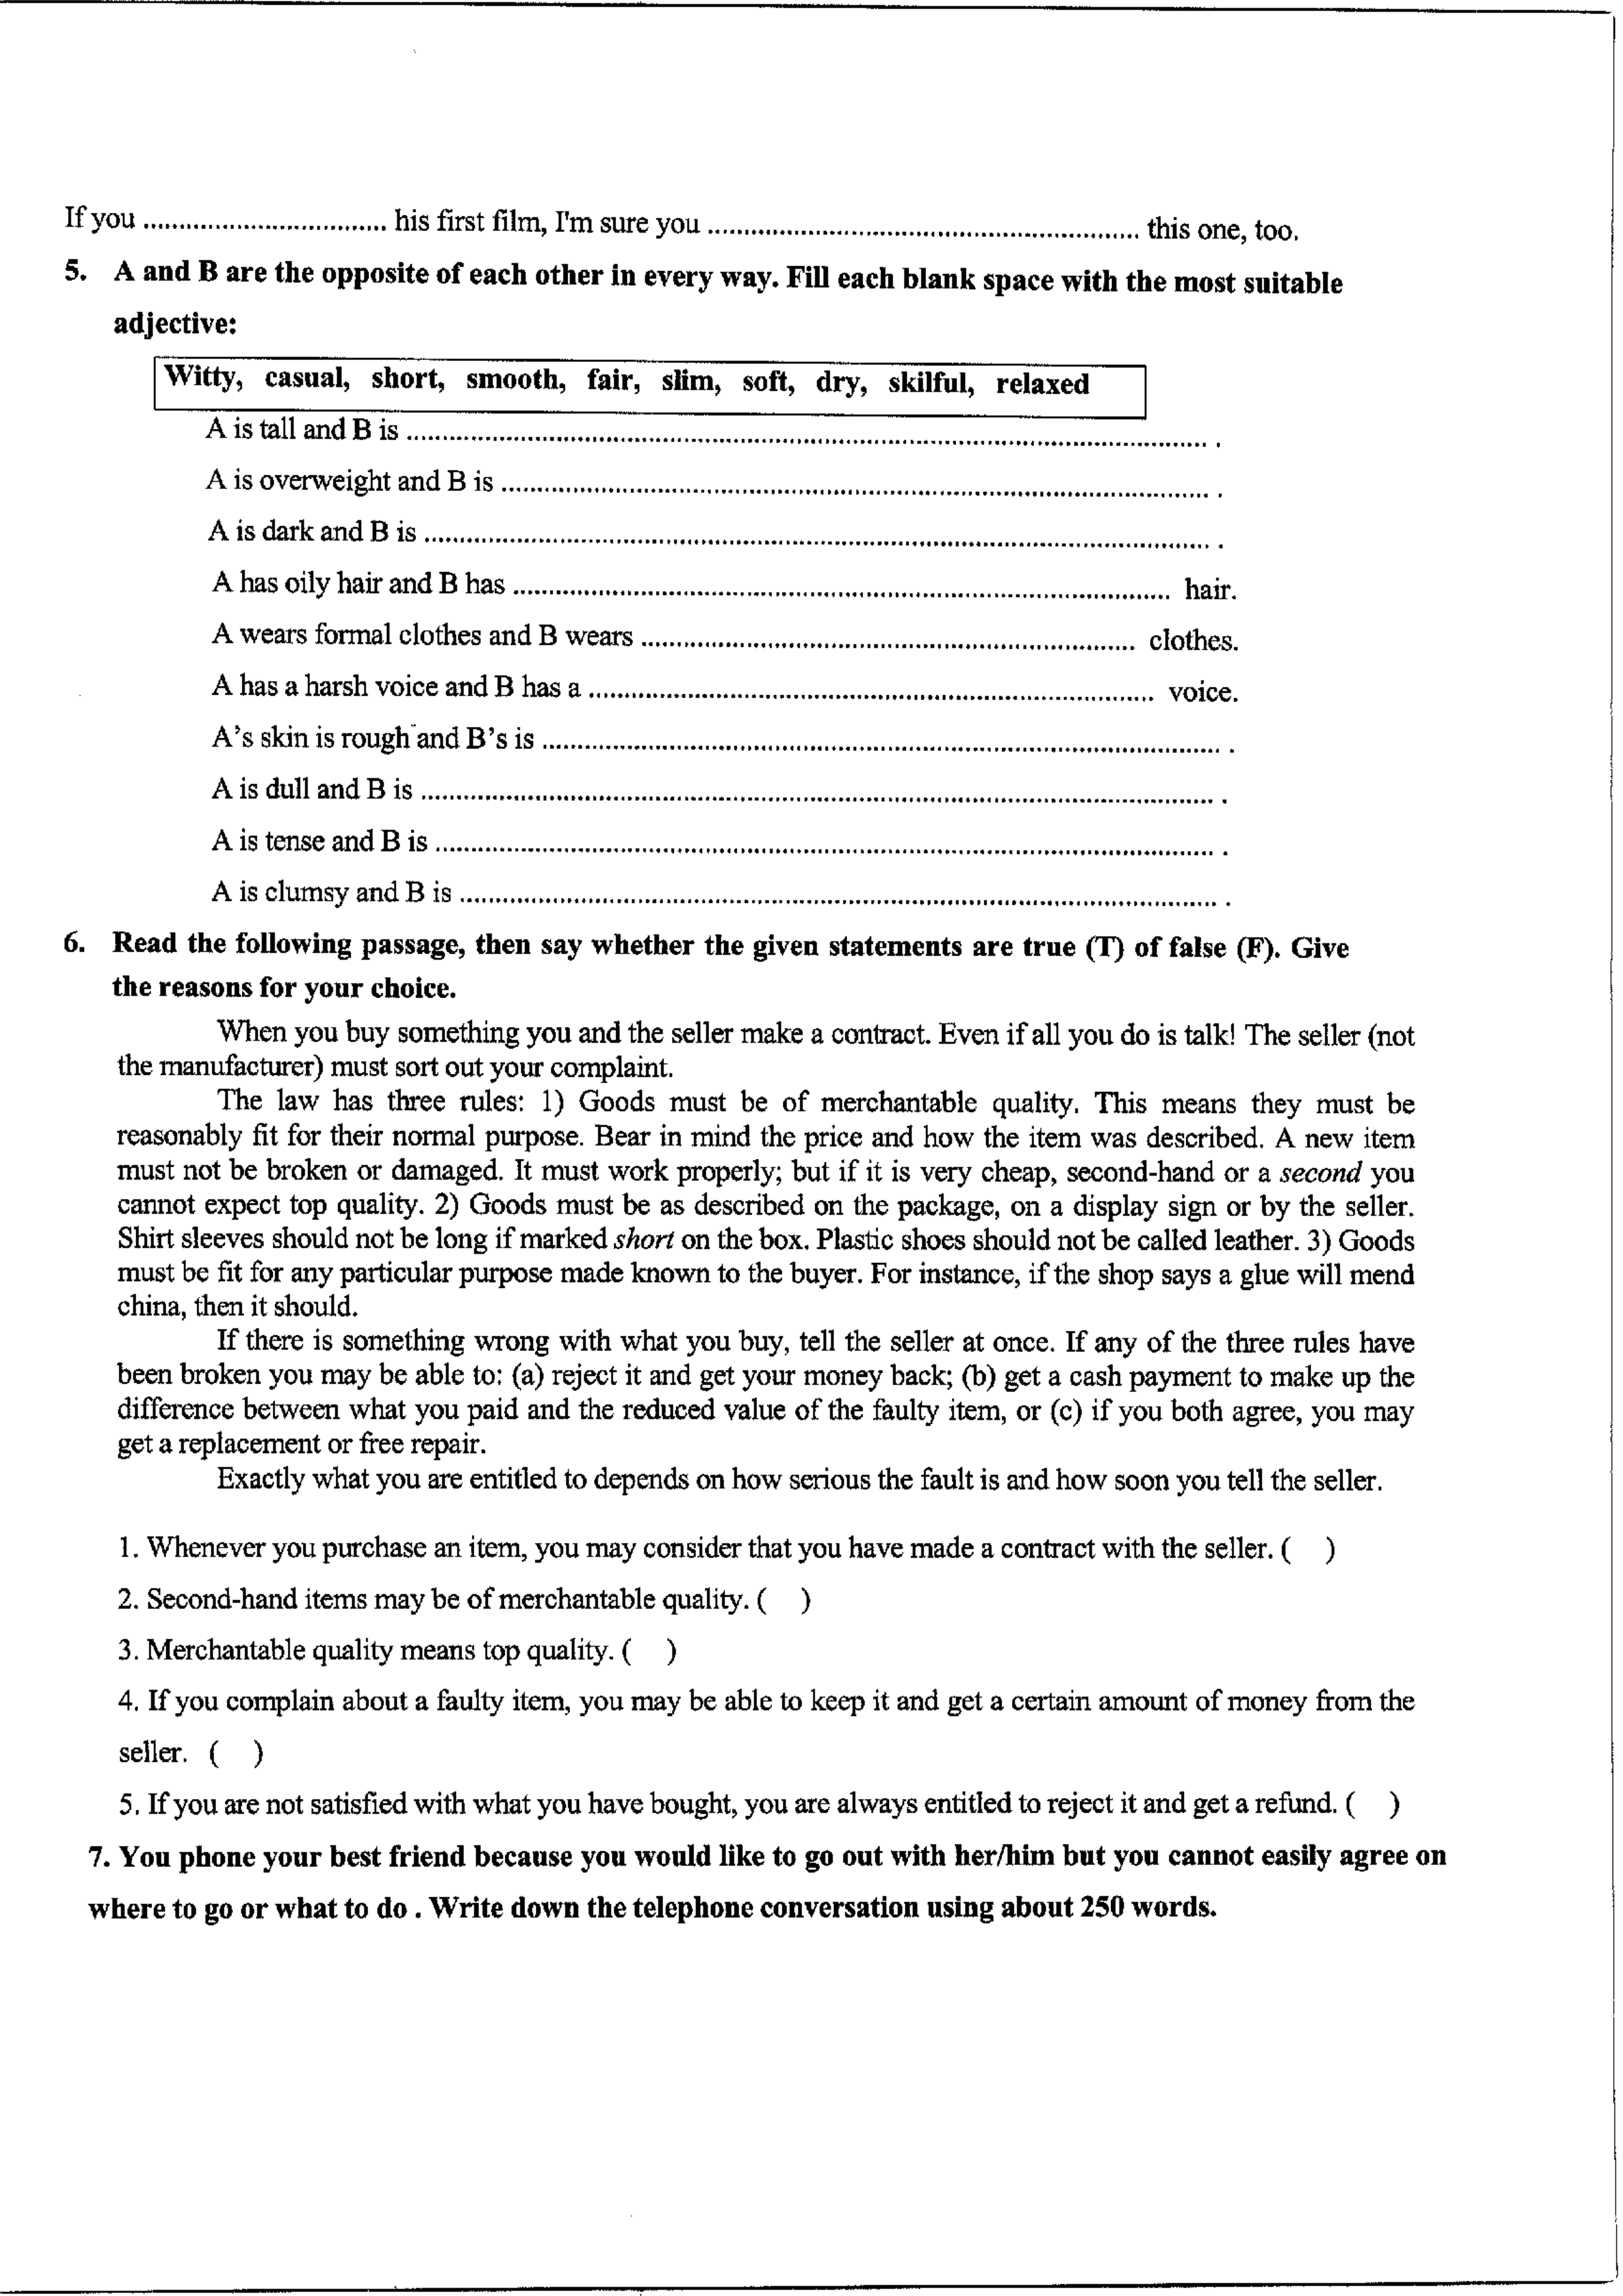 If you .................................. his first film, I'm sure you ............................................................ this one, too.
5. A and B are the opposite of each other in every way. Fill each blank space with the most suitable
adjective:
Witty, casual, short, smooth, fair, slim, soft, dry, skilful, relaxed
A is tall and B is ................................................................................................................ .
A is overweight and B is ................................................................................................... .
A is dark and B is .............................................................................................................. .
A has oily hair and B has ............................................................................................ hair.
A wears formal clothes and B wears ..................................................................... clothes.
A has a harsh voice and B has a ............................................................................... voice.
A's skin is rough and B's is ............................................................................................... .
A is dull and B is ............................................................................................................... .
A is tense and B is ............................................................................................................. .
A is clumsy and B is .......................................................................................................... .
6. Read the following passage, then say whether the given statements are true (T) of false (F). Give
the reasons for your choice.
When you buy something you and the seller make a contract. Even if all you do is talk! The seller (not
the manufacturer) must sort out your complaint.
The law has three rules: 1) Goods must be of merchantable quality. This means they must be
reasonably fit for their normal purpose. Bear in mind the price and how the item was described. A new item
must not be broken or damaged. It must work properly; but if it is very cheap, second-hand or a second you
cannot expect top quality. 2) Goods must be as described on the package, on a display sign or by the seller.
Shirt sleeves should not be long if marked short on the box. Plastic shoes should not be called leather. 3) Goods
must be fit for any particular purpose made known to the buyer. For instance, if the shop says a glue will mend
china, then it should.
If there is something wrong with what you buy, tell the seller at once. If any of the three rules have
been broken you may be able to: (a) reject it and get your money back; (b) get a cash payment to make up the
difference between what you paid and the reduced value of the faulty item, or (c) if you both agree, you may
get a replacement or free repair.
Exactly what you are entitled to depends on how serious the fault is and how soon you tell the seller.
1. Whenever you purchase an item, you may consider that you have made a contract with the seller. ( )
2. Second-hand items may be of merchantable quality. ( )
3. Merchantable quality means top quality. ( )
4. If you complain about a faulty item, you may be able to keep it and get a certain amount of money from the
seller. ( )
5. If you are not satisfied with what you have bought, you are always entitled to reject it and get a refund. ( )
7. You phone your best friend because you would like to go out with her/him but you cannot easily agree on
where to go or what to do . Write down the telephone conversation using about 250 words.